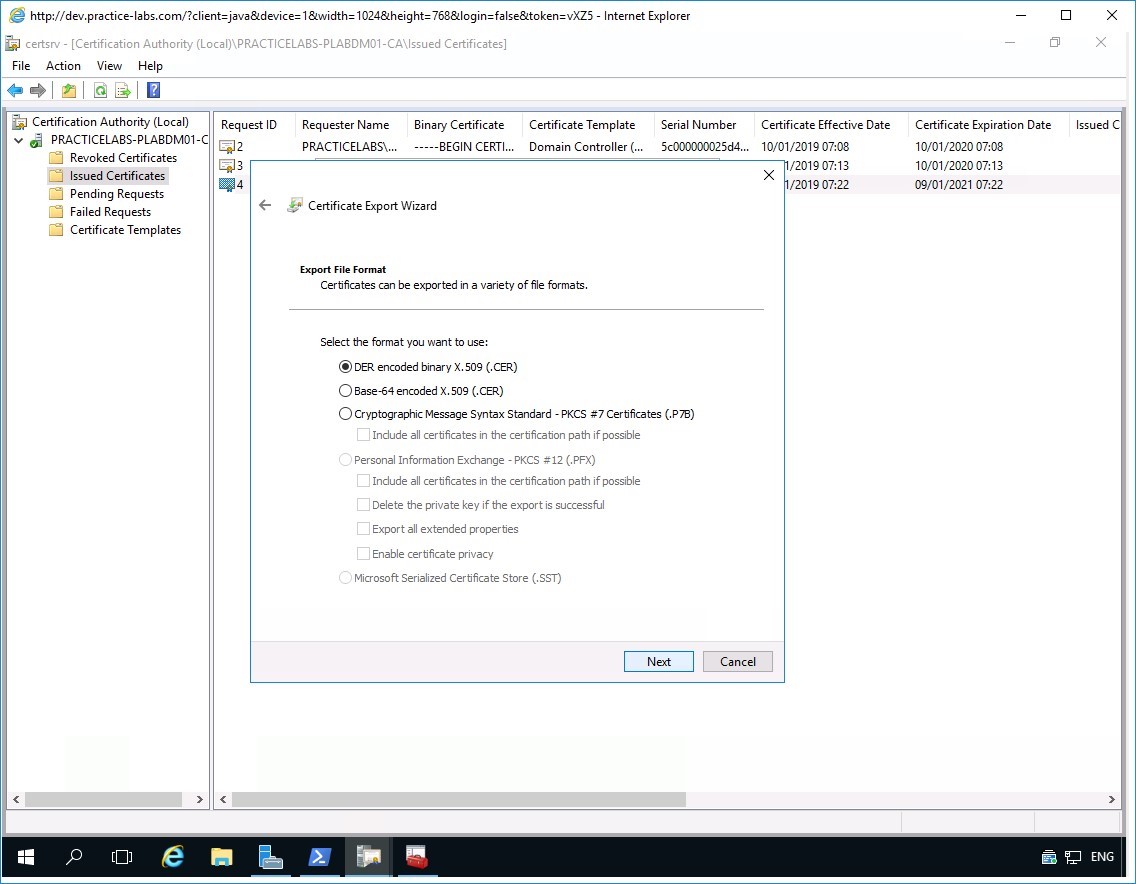 http://dev.practice-labs.com/?client=java&device=1&width=1024&height=768&login=false&token=vXZ5 - Internet Explorer
certsrv - [Certification Authority (Local)\PRACTICELABS-PLABDM01-CA\Issued Certificates]
File Action View Help
Certification Authority (Local)
PRACTICELABS-PLABDM01-C
Revoked Certificates
Issued Certificates
Pending Requests
Failed Requests
Certificate Templates
Request ID Requester Name Binary Certificate Certificate Template Serial Number Certificate Effective Date Certificate Expiration Date Issued C
2 PRACTICELABS\... -----BEGIN CERTI... Domain Controller (... 5c000000025d4... 10/01/2019 07:08 10/01/2020 07:08
3 1/2019 07:13 10/01/2020 07:13
4 1/2019 07:22 09/01/2021 07:22
Certificate Export Wizard
Export File Format
Certificates can be exported in a variety of file formats.
Select the format you want to use:
DER encoded binary X.509 (.CER)
Base-64 encoded X.509 (.CER)
Cryptographic Message Syntax Standard - PKCS #7 Certificates (.P7B)
Include all certificates in the certification path if possible
Personal Information Exchange - PKCS #12 (.PFX)
Include all certificates in the certification path if possible
Delete the private key if the export is successful
Export all extended properties
Enable certificate privacy
Microsoft Serialized Certificate Store (.SST)
Next Cancel
ENG